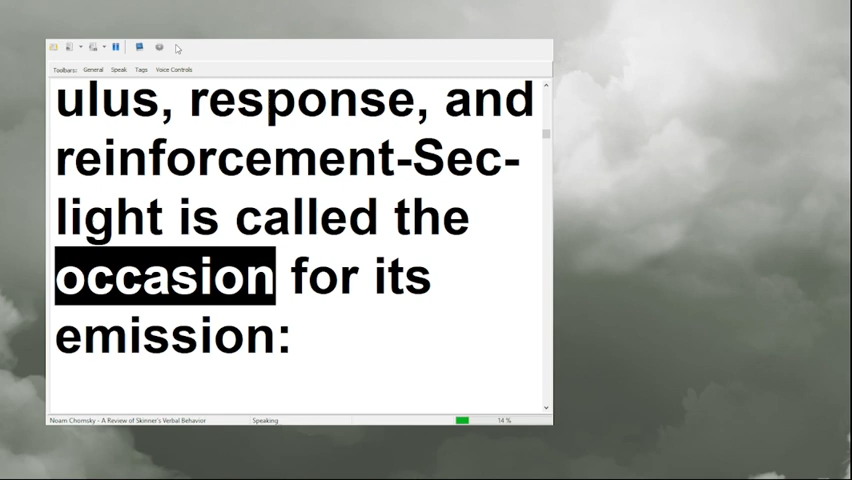 Toolbars: General Speak Tags Voice Controls
ulus, response, and
reinforcement-Sec-
light is called the
occasion for its
emission:
Noam Chomsky - A Review of Skinner's Verbal Behavior Speaking 14 %